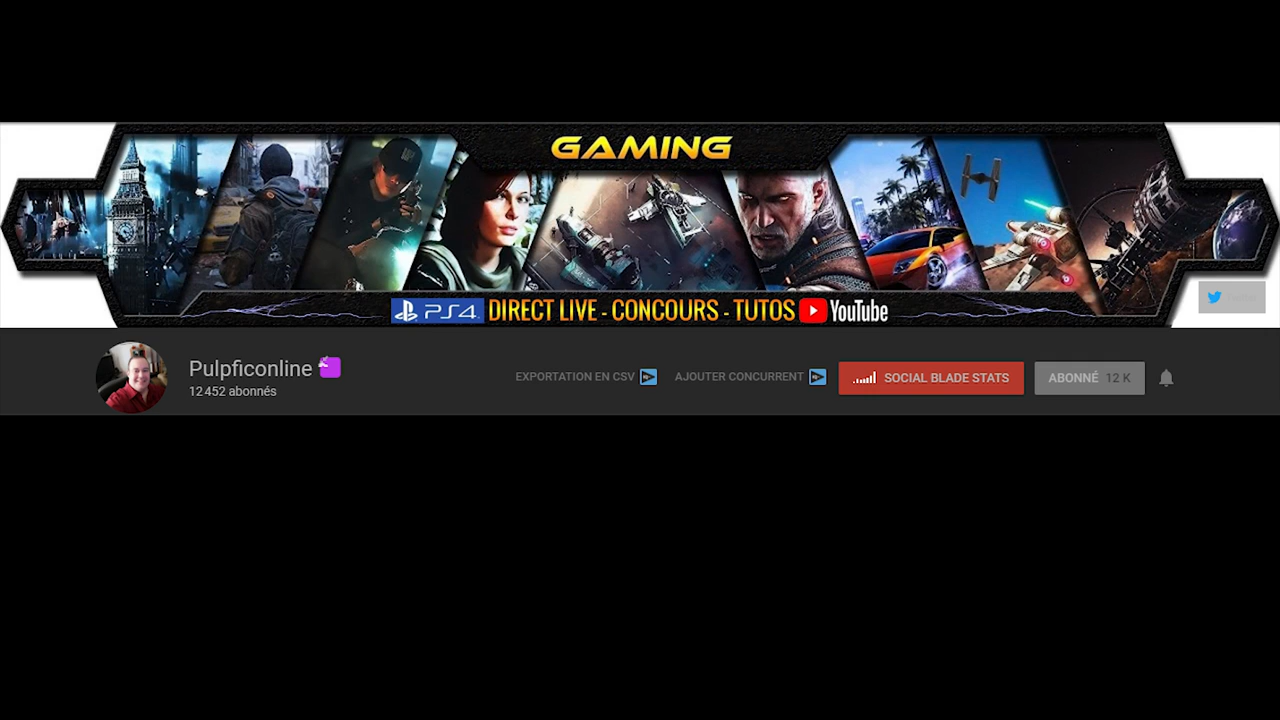 GAMING
PS4 DIRECT LIVE - CONCOURS - TUTOS YouTube
Pulpficonline
12 452 abonnés
EXPORTATION EN CSV
AJOUTER CONCURRENT
SOCIAL BLADE STATS
ABONNÉ 12 K